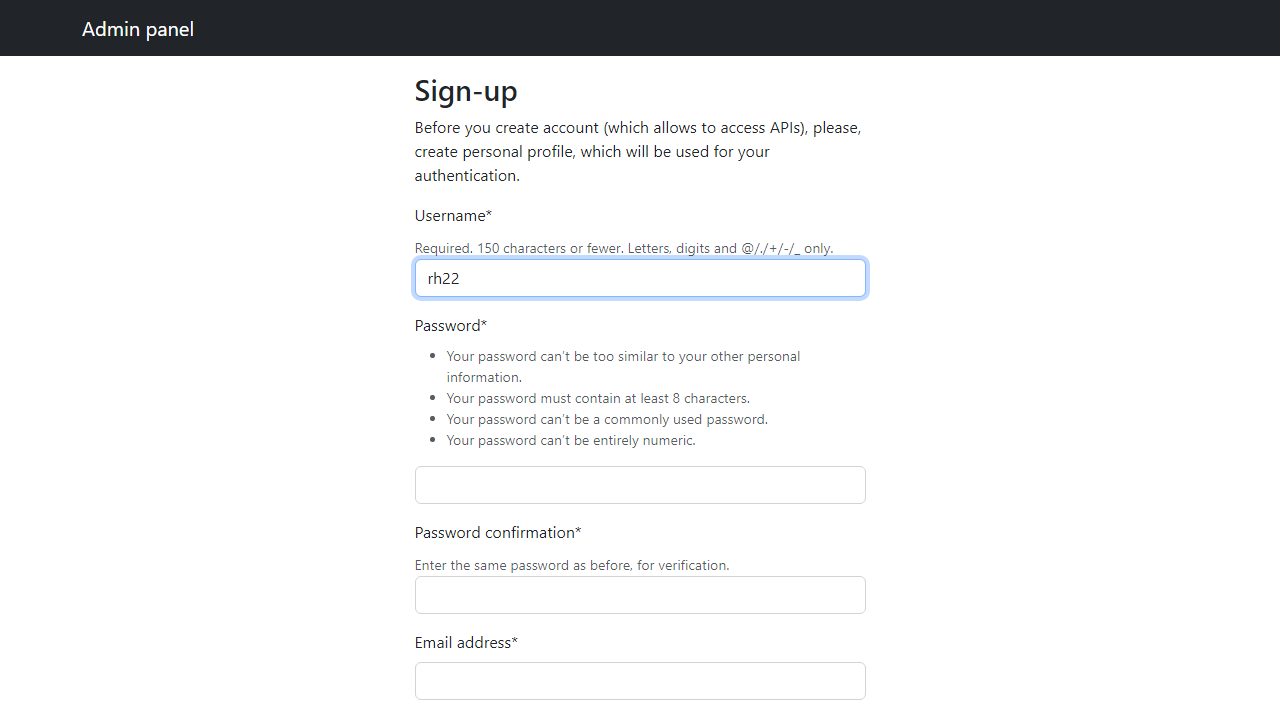 Admin panel
Sign-up
Before you create account (which allows to access APIs), please,
create personal profile, which will be used for your
authentication.
Username*
Required. 150 characters or fewer. Letters, digits and @/./+/-/_ only.
rh22
Password*
Your password can't be too similar to your other personal
information.
Your password must contain at least 8 characters.
Your password can't be a commonly used password.
Your password can't be entirely numeric.
Password confirmation*
Enter the same password as before, for verification.
Email address*